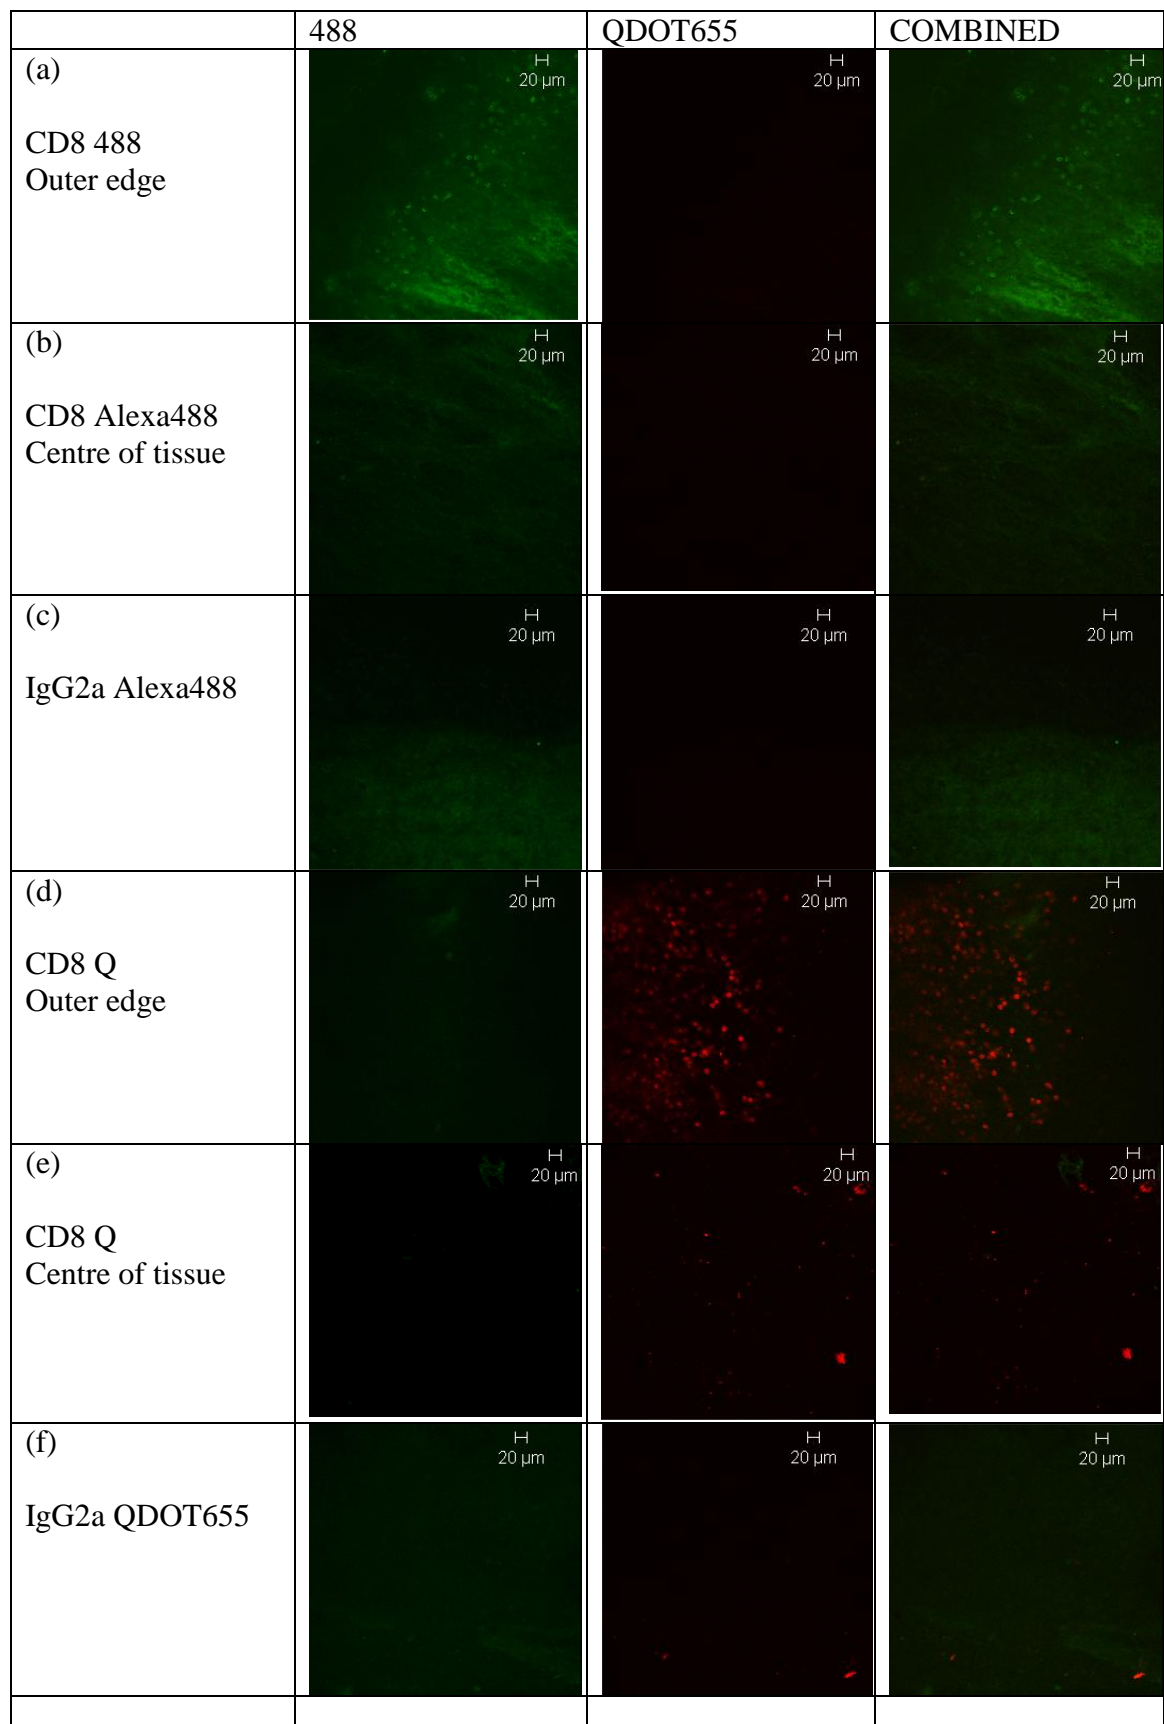 488 QDOT655 COMBINED
(a)
CD8 488
Outer edge
20 µm 20 µm 20 µm
(b)
CD8 Alexa488
Centre of tissue
20 µm 20 µm 20 µm
(c)
IgG2a Alexa488
20 µm 20 µm 20 µm
(d)
CD8 Q
Outer edge
20 µm 20 µm 20 µm
(e)
CD8 Q
Centre of tissue
20 µm 20 µm 20 µm
(f)
IgG2a QDOT655
20 µm 20 µm 20 µm